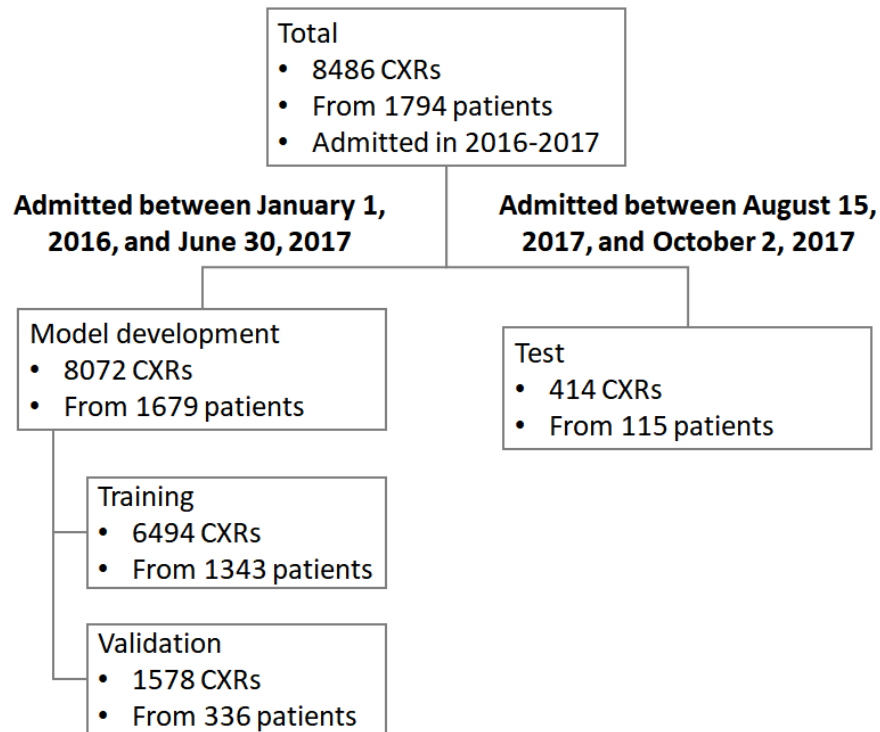 Total
• 8486 CXRs
• From 1794 patients
• Admitted in 2016-2017
Admitted between January 1,
2016, and June 30, 2017
Admitted between August 15,
2017, and October 2, 2017
Model development
• 8072 CXRs
• From 1679 patients
Test
• 414 CXRs
• From 115 patients
Training
• 6494 CXRs
• From 1343 patients
Validation
• 1578 CXRs
• From 336 patients